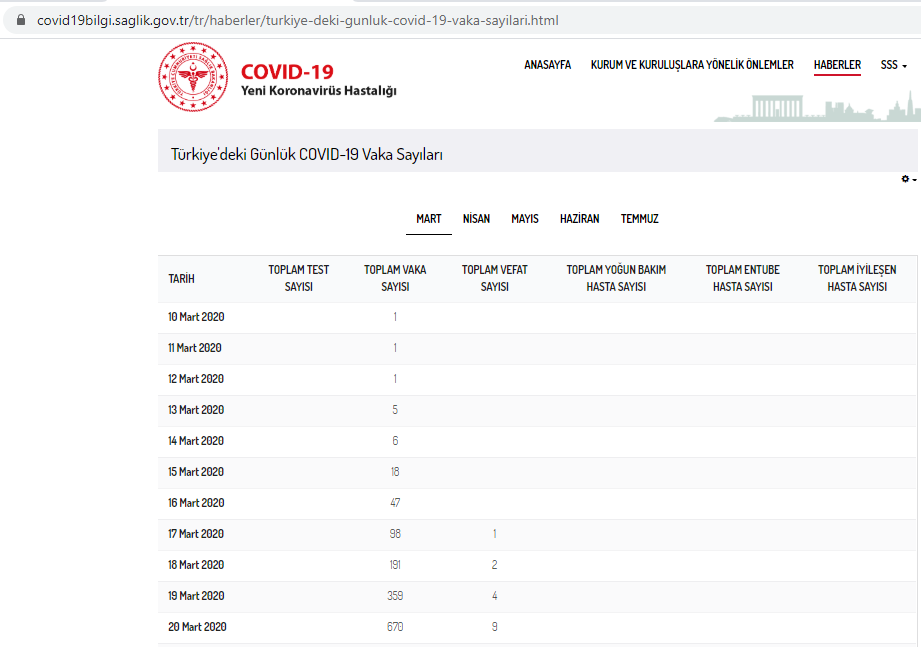 covid19bilgi.saglik.gov.tr/tr/haberler/turkiye-deki-gunluk-covid-19-vaka-sayilari.html
COVID-19
Yeni Koronavirüs Hastalığı
ANASAYFA KURUM VE KURULUŞLARA YÖNELİK ÖNLEMLER HABERLER SSS
Türkiye'deki Günlük COVID-19 Vaka Sayıları
MART NİSAN MAYIS HAZİRAN TEMMUZ
TARİH TOPLAM TEST SAYISI TOPLAM VAKA SAYISI TOPLAM VEFAT SAYISI TOPLAM YOĞUN BAKIM HASTA SAYISI TOPLAM ENTUBE HASTA SAYISI TOPLAM İYİLEŞEN HASTA SAYISI
10 Mart 2020 1
11 Mart 2020 1
12 Mart 2020 1
13 Mart 2020 5
14 Mart 2020 6
15 Mart 2020 18
16 Mart 2020 47
17 Mart 2020 98 1
18 Mart 2020 191 2
19 Mart 2020 359 4
20 Mart 2020 670 9